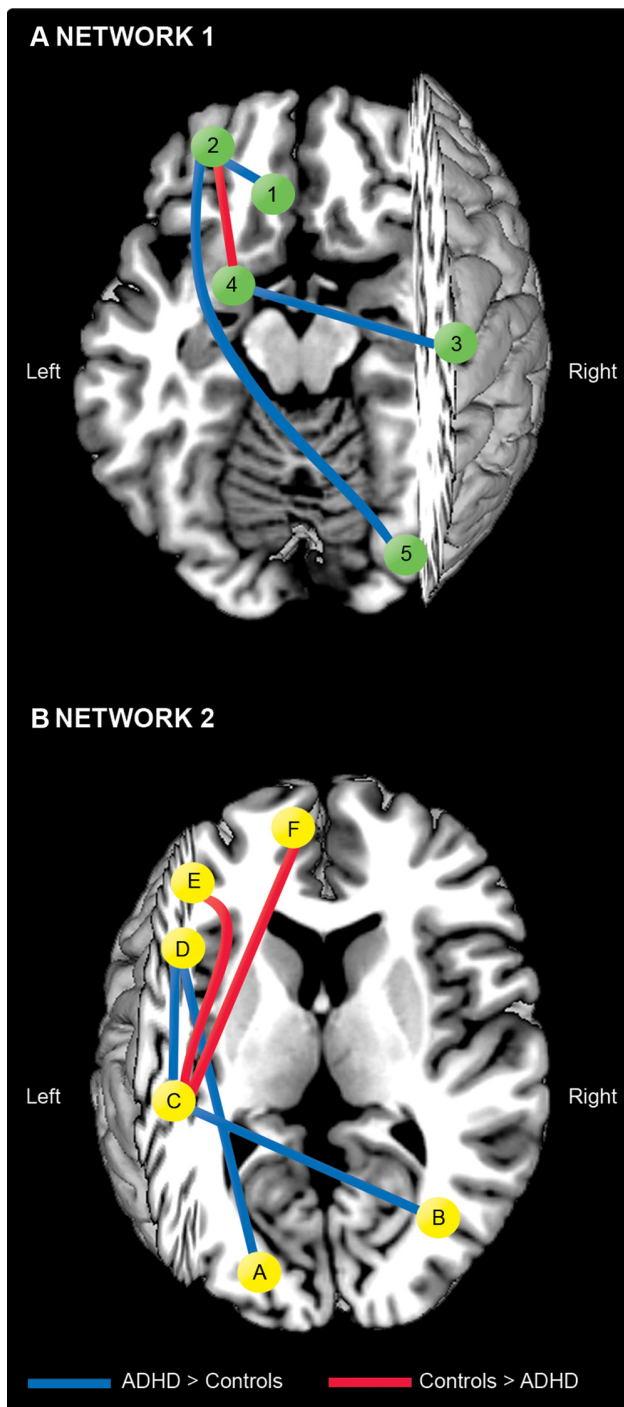 A NETWORK 1
2
1
4
3
Left
Right
5
B NETWORK 2
F
E
D
C
Left
Right
B
A
ADHD > Controls
Controls > ADHD